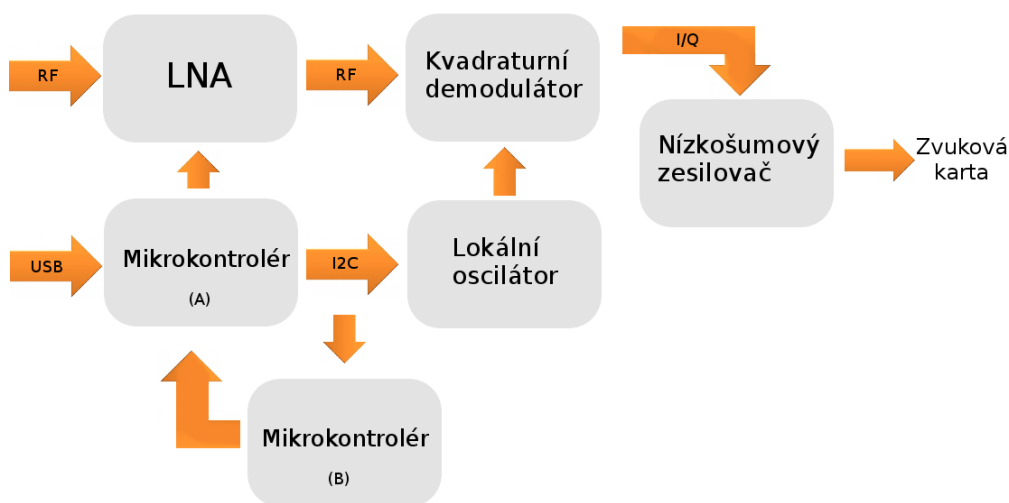 RF
LNA
RF
Kvadraturní
demodulátor
I/Q
Nízkošumový
zesilovač
Zvuková
karta
USB
Mikrokontrolér
(A)
I2C
Lokální
oscilátor
Mikrokontrolér
(B)